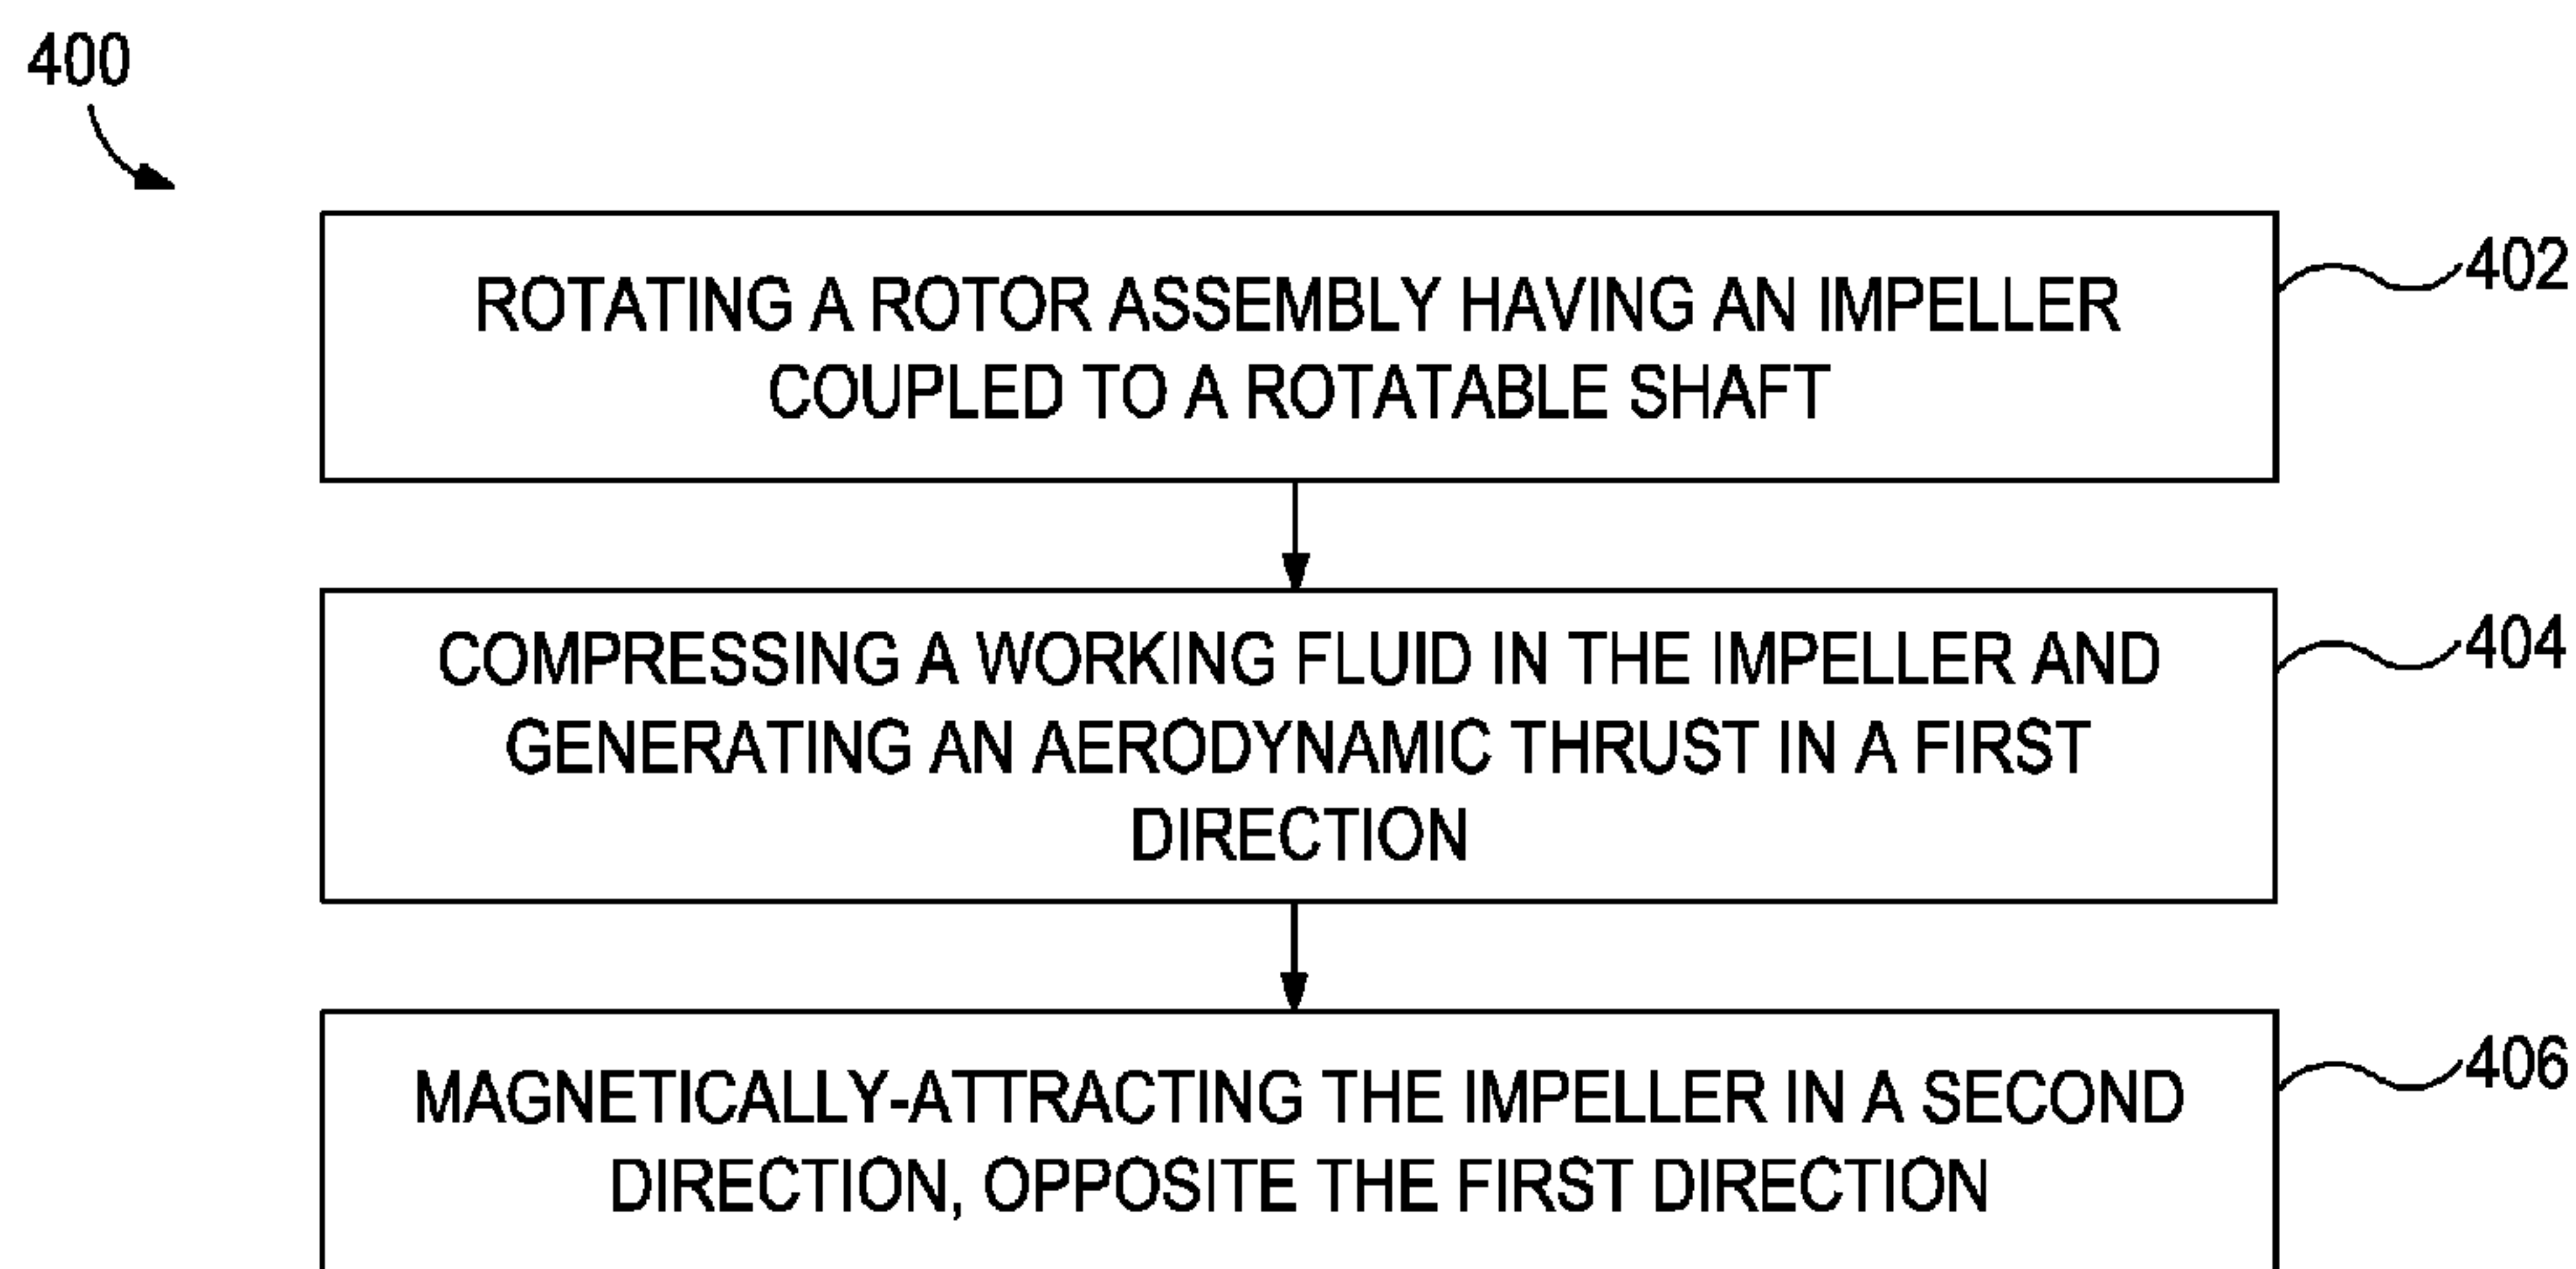 400
ROTATING A ROTOR ASSEMBLY HAVING AN IMPELLER
COUPLED TO A ROTATABLE SHAFT
402
COMPRESSING A WORKING FLUID IN THE IMPELLER AND
GENERATING AN AERODYNAMIC THRUST IN A FIRST
DIRECTION
404
MAGNETICALLY-ATTRACTING THE IMPELLER IN A SECOND
DIRECTION, OPPOSITE THE FIRST DIRECTION
406